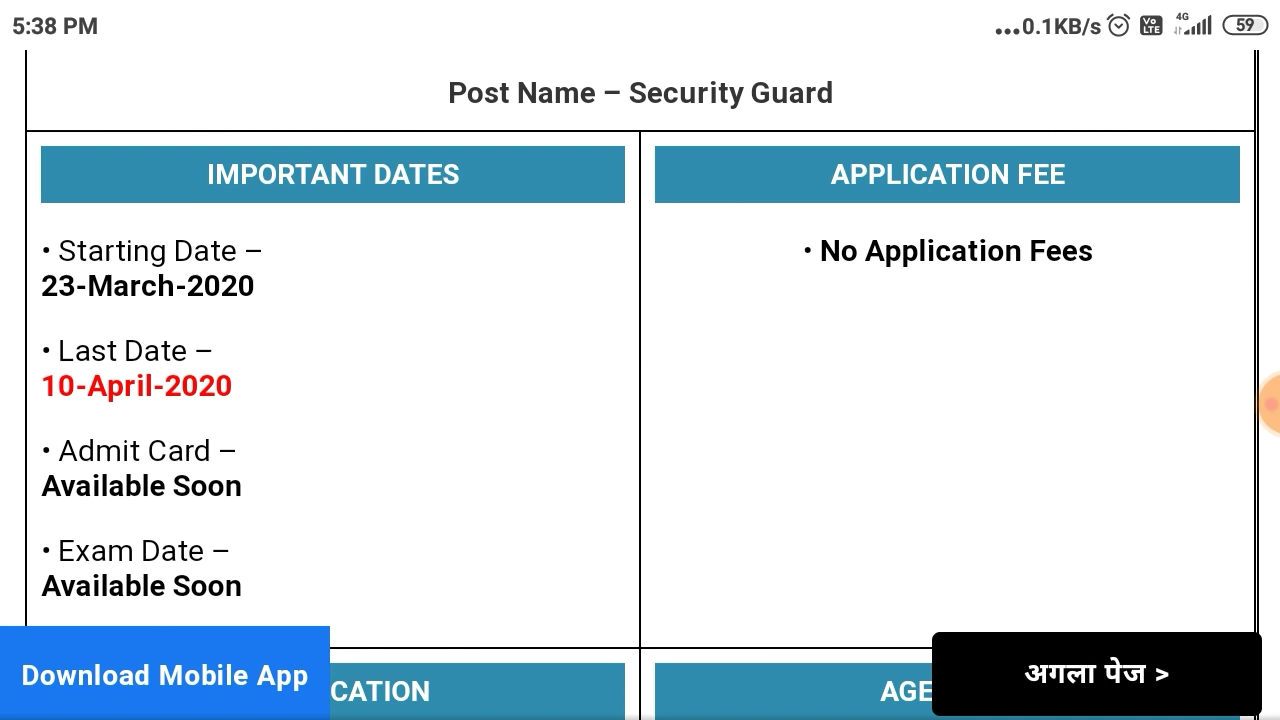 5:38 PM
...0.1KB/s
Vo
LTE
4G
59
Post Name – Security Guard
IMPORTANT DATES
APPLICATION FEE
• Starting Date –
23-March-2020
• Last Date –
10-April-2020
• Admit Card –
Available Soon
• Exam Date –
Available Soon
• No Application Fees
Download Mobile App
CATION
AGE
अगला पेज >